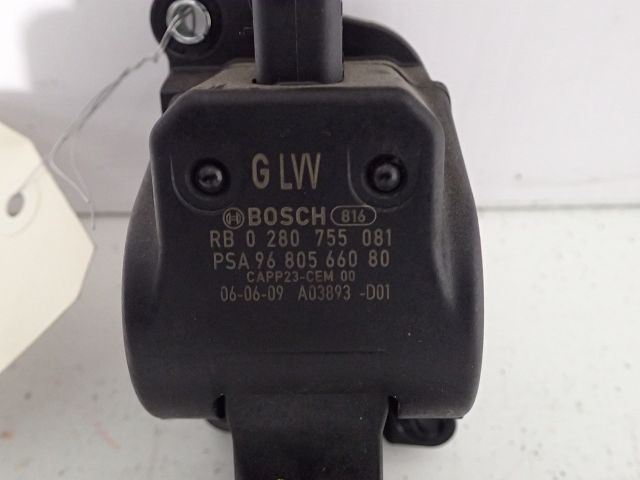 G LW
BOSCH 816
RB 0 280 755 081
PSA 96 805 660 80
CAPP23-CEM 00
06-06-09 A03893 -D01